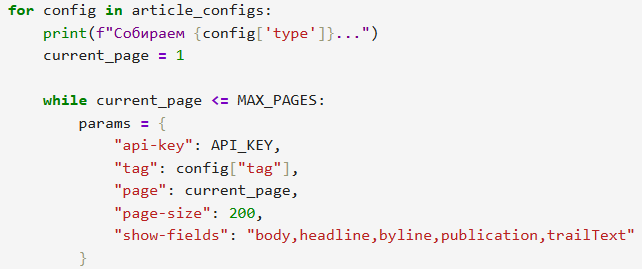 for config in article_configs:
    print(f"Собираем {config['type']}...")
    current_page = 1

    while current_page <= MAX_PAGES:
        params = {
            "api-key": API_KEY,
            "tag": config["tag"],
            "page": current_page,
            "page-size": 200,
            "show-fields": "body,headline,byline,publication,trailText"
        }